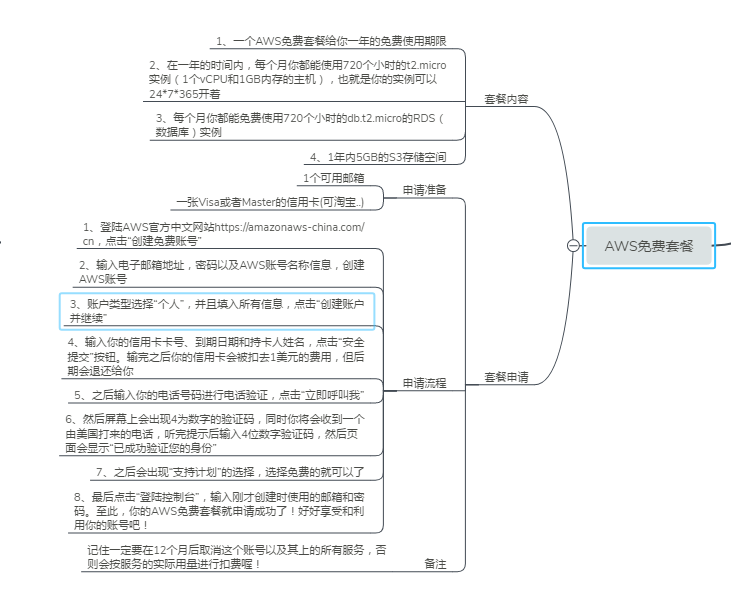 1、一个AWS免费套餐给你一年的免费使用期限
2、在一年的时间内，每个月你都能使用720个小时的t2.micro
实例（1个vCPU和1GB内存的主机），也就是你的实例可以
24*7*365开着
套餐内容
3、每个月你都能免费使用720个小时的db.t2.micro的RDS（
数据库）实例
4、1年内5GB的S3存储空间
1个可用邮箱
申请准备
一张Visa或者Master的信用卡(可淘宝..)
1、登陆AWS官方中文网站https://amazonaws-china.com/
cn，点击“创建免费账号”
AWS免费套餐
2、输入电子邮箱地址，密码以及AWS账号名称信息，创建
AWS账号
3、账户类型选择“个人”，并且填入所有信息，点击“创建账户
并继续”
4、输入你的信用卡卡号、到期日期和持卡人姓名，点击“安全
提交”按钮。输完之后你的信用卡会被扣去1美元的费用，但后
期会退还给你
申请流程
套餐申请
5、之后输入你的电话号码进行电话验证，点击“立即呼叫我”
6、然后屏幕上会出现4为数字的验证码，同时你将会收到一个
由美国打来的电话，听完提示后输入4位数字验证码，然后页
面会显示“已成功验证您的身份”
7、之后会出现“支持计划”的选择，选择免费的就可以了
8、最后点击“登陆控制台”，输入刚才创建时使用的邮箱和密
码。至此，你的AWS免费套餐就申请成功了！好好享受和利
用你的账号吧！
记住一定要在12个月后取消这个账号以及其上的所有服务，否
则会按服务的实际用量进行扣费喔！
备注